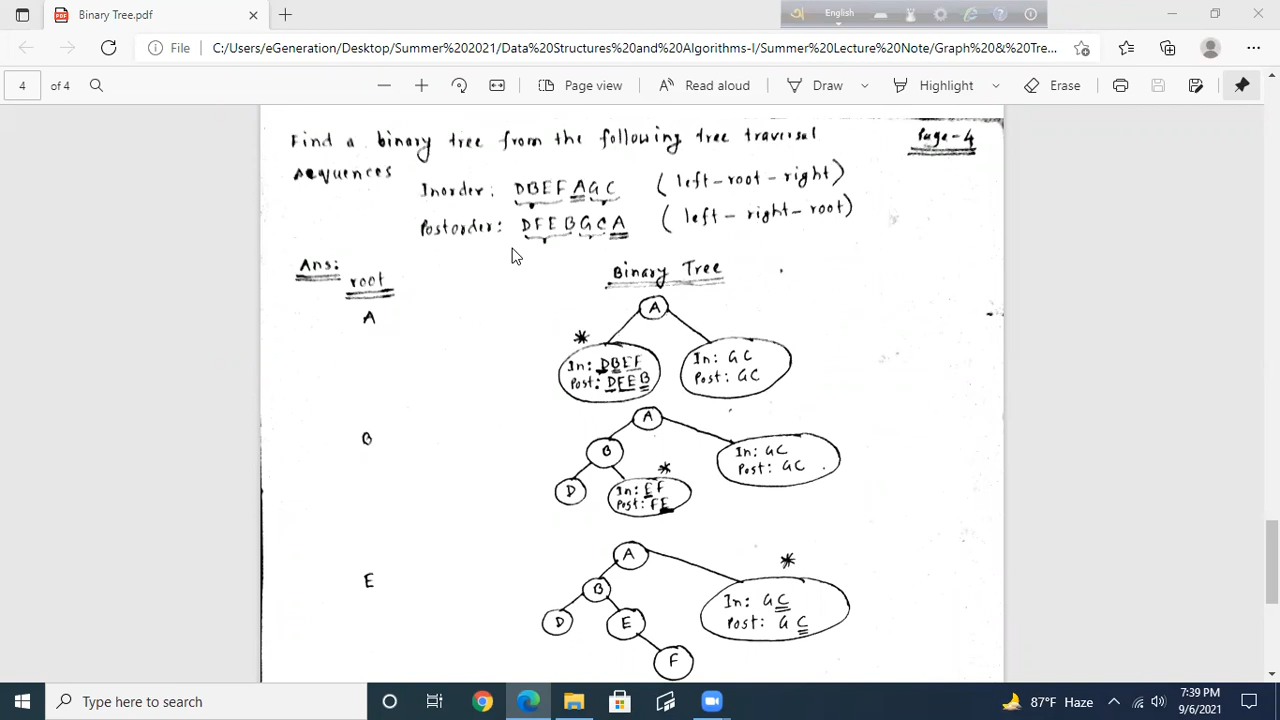 Binary Tree.pdf
English
File
C:/Users/eGeneration/Desktop/Summer%202021/Data%20Structures%20and%20Algorithms-I/Summer%20Lecture%20Note/Graph%20&%20Tre...
4 of 4
Page view
Read aloud
Draw
Highlight
Erase
Find a binary tree from the following tree traversal
Page-4
sequences
Inorder: DBEFAGC (left-root-right)
Postorder: DFEBGCA (left-right-root)
Ans:
root
Binary Tree
A
A
*
In: DBEF
Post: DFEB
In: GC
Post: GC
B
A
B
In: GC
Post: GC
*
D
In: EF
Post: FE
E
A
*
B
In: GC
Post: GC
D
E
F
Type here to search
87°F Haze
7:39 PM
9/6/2021